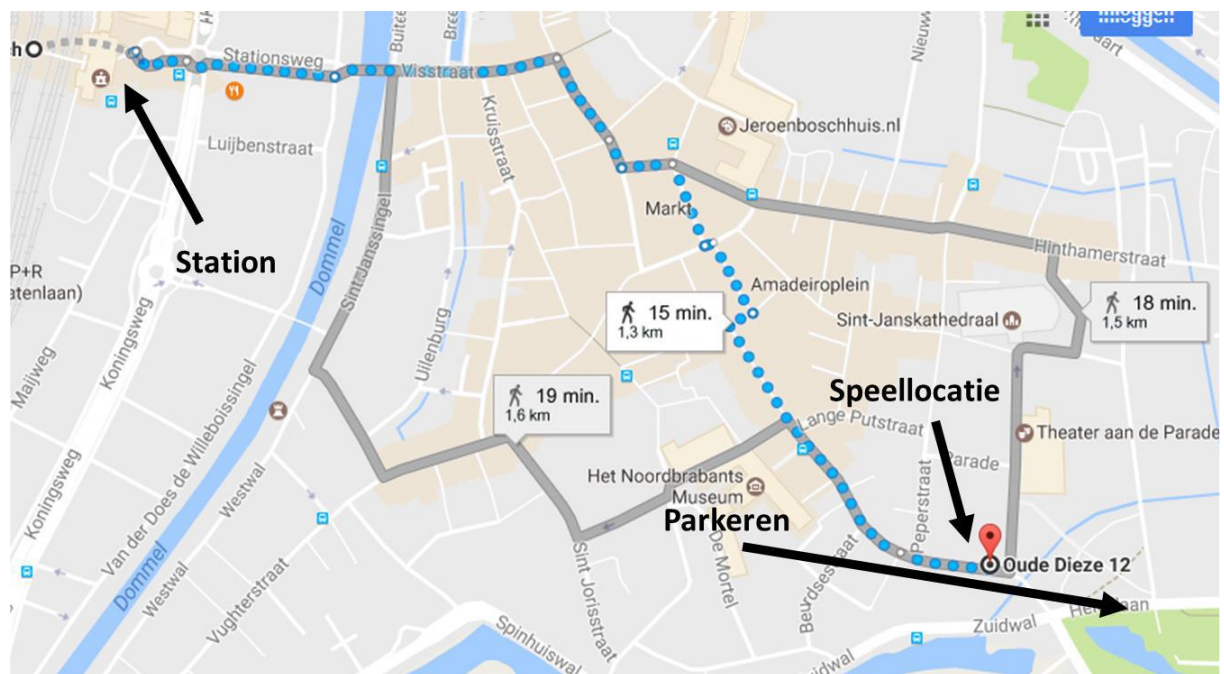 Inloggen
Stationsweg
Visstraat
Kruisstraat
Luijbenstraat
Jeroenboschhuis.nl
Markt
Station
Dommel
Sint Janssingel
Hinthamerstraat
P+R
atenlaan)
Amadeiroplein
15 min.
1,3 km
Sint-Janskathedraal
18 min.
1,5 km
Koningsweg
Maijweg
Uilenburg
19 min.
1,6 km
Speellocatie
Lange Putstraat
Theater aan de Parade
Parade
Koningsweg
Van der Does de Willeboissingel
Westwal
Het Noordbrabants
Museum
Parkeren
Peperstraat
De Mortel
Beurdsestraat
Oude Dieze 12
Dommel
Westwal
Vughterstraat
Sint Jorisstraat
Zuidwal
Spinhuiswal